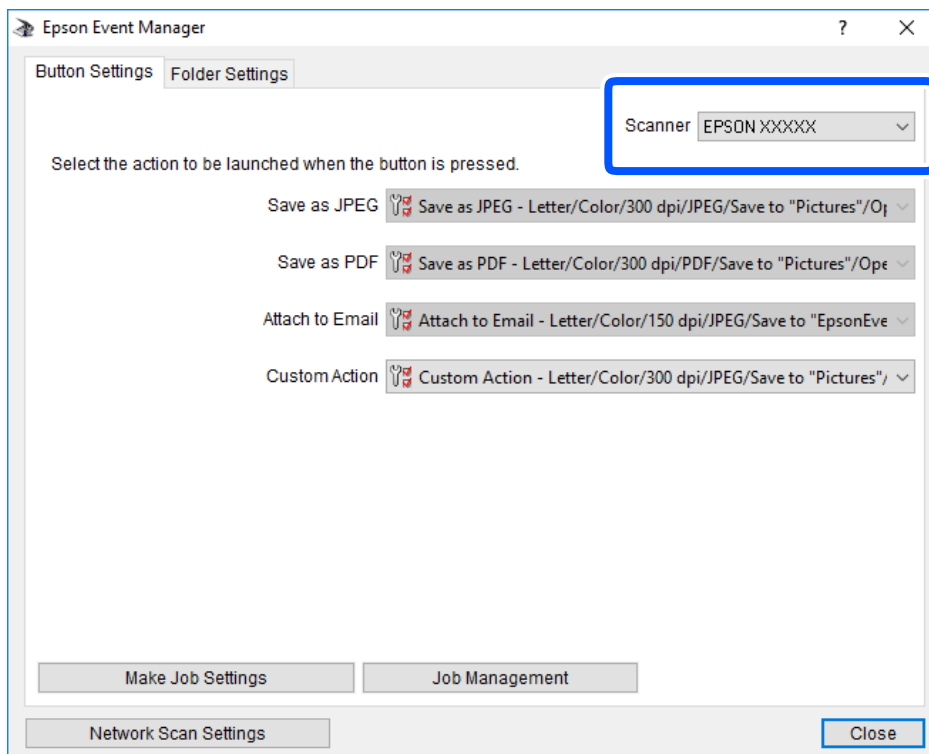 Epson Event Manager
Button Settings Folder Settings
Scanner EPSON XXXXX
Select the action to be launched when the button is pressed.
Save as JPEG Save as JPEG - Letter/Color/300 dpi/JPEG/Save to "Pictures"/Op
Save as PDF Save as PDF - Letter/Color/300 dpi/PDF/Save to "Pictures"/Ope
Attach to Email Attach to Email - Letter/Color/150 dpi/JPEG/Save to "EpsonEve
Custom Action Custom Action - Letter/Color/300 dpi/JPEG/Save to "Pictures"/
Make Job Settings Job Management
Network Scan Settings Close